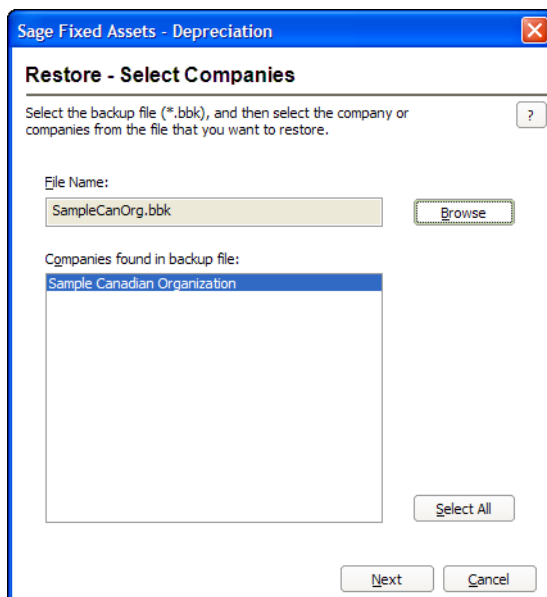 Sage Fixed Assets - Depreciation
Restore - Select Companies
Select the backup file (*.bbk), and then select the company or
companies from the file that you want to restore.
?
File Name:
SampleCanOrg.bbk
Browse
Companies found in backup file:
Sample Canadian Organization
Select All
Next
Cancel